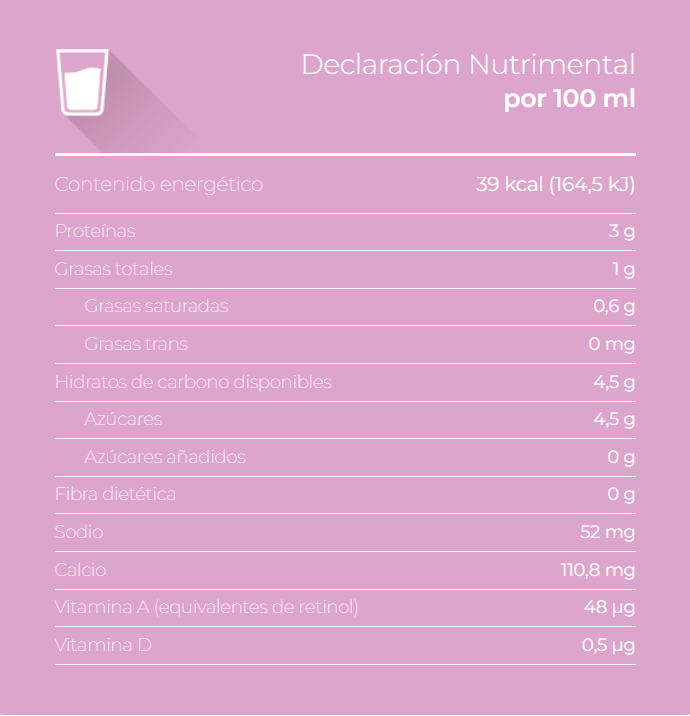 Declaración Nutrimental
por 100 ml
Contenido energético 39 kcal (164,5 kJ)
Proteínas 3 g
Grasas totales 1 g
Grasas saturadas 0,6 g
Grasas trans 0 mg
Hidratos de carbono disponibles 4,5 g
Azúcares 4,5 g
Azúcares añadidos 0 g
Fibra dietética 0 g
Sodio 52 mg
Calcio 110,8 mg
Vitamina A (equivalentes de retinol) 48 µg
Vitamina D 0,5 µg